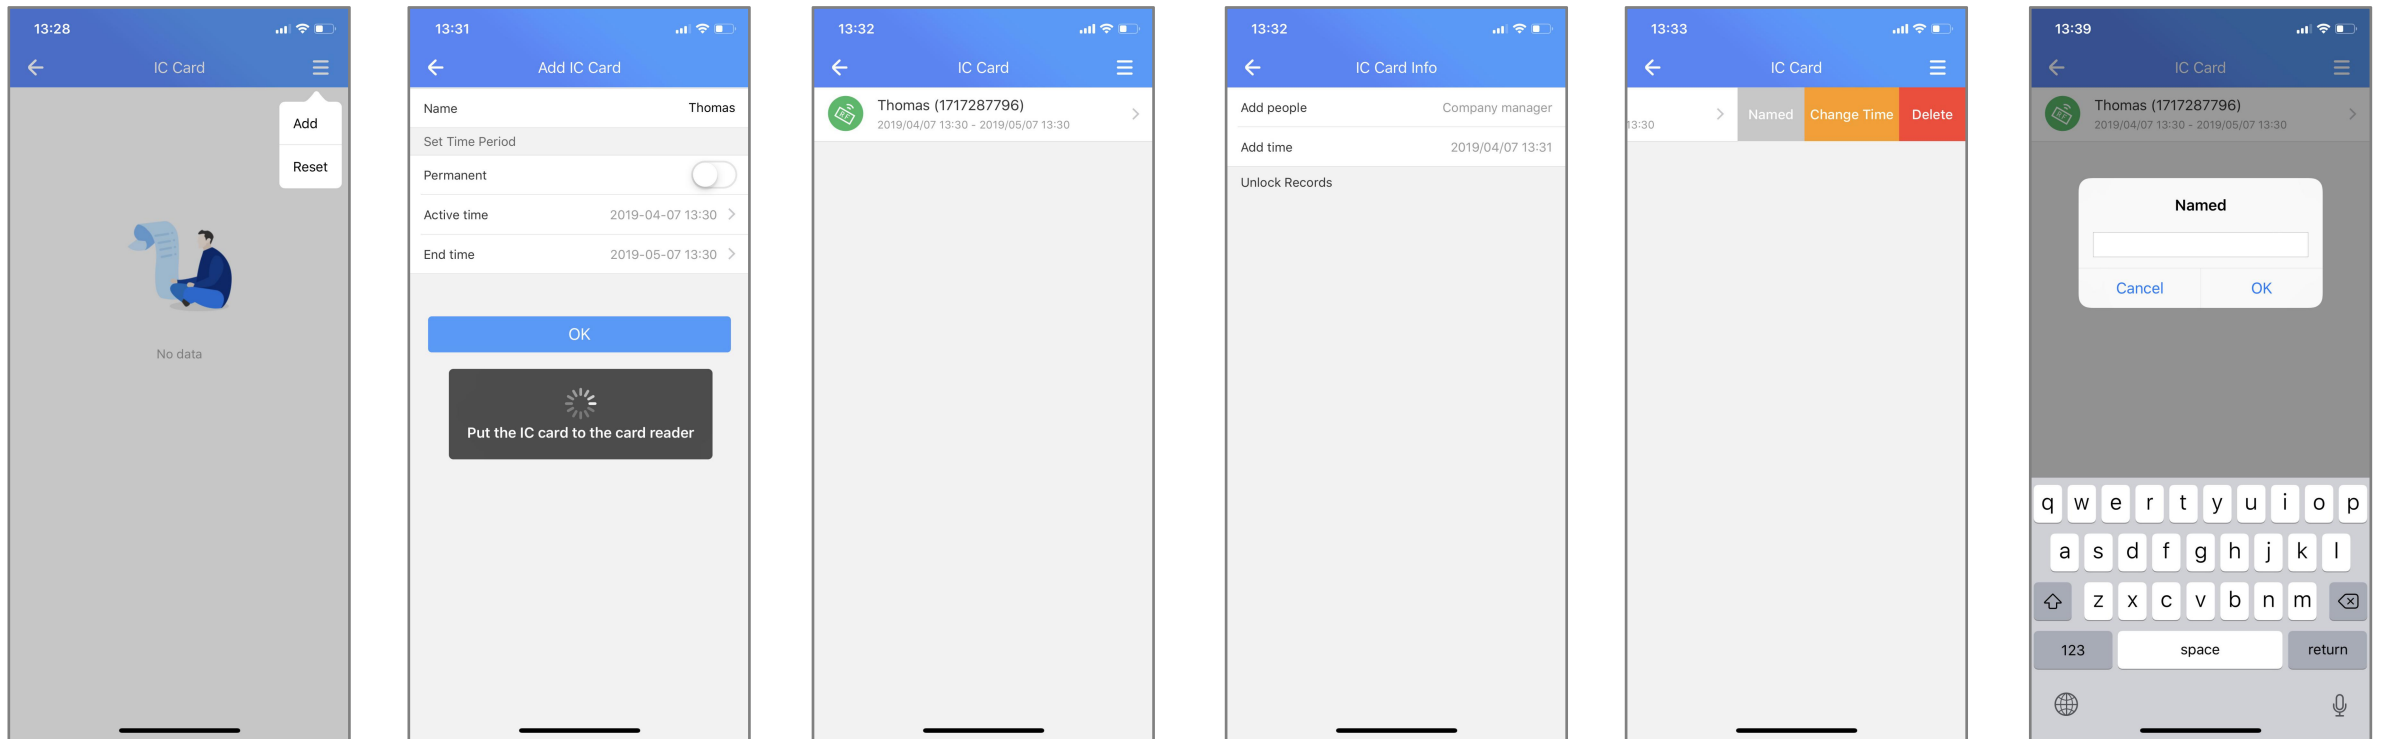 13:28
IC Card
Add
Reset
No data
13:31
Add IC Card
Name Thomas
Set Time Period
Permanent
Active time 2019-04-07 13:30
End time 2019-05-07 13:30
OK
Put the IC card to the card reader
13:32
IC Card
RF
Thomas (1717287796)
2019/04/07 13:30 - 2019/05/07 13:30
13:32
IC Card Info
Add people Company manager
Add time 2019/04/07 13:31
Unlock Records
13:33
IC Card
13:30
Named Change Time Delete
13:39
IC Card
RF
Thomas (1717287796)
2019/04/07 13:30 - 2019/05/07 13:30
Named
Cancel OK
q w e r t y u i o p
a s d f g h j k l
z x c v b n m
123 space return